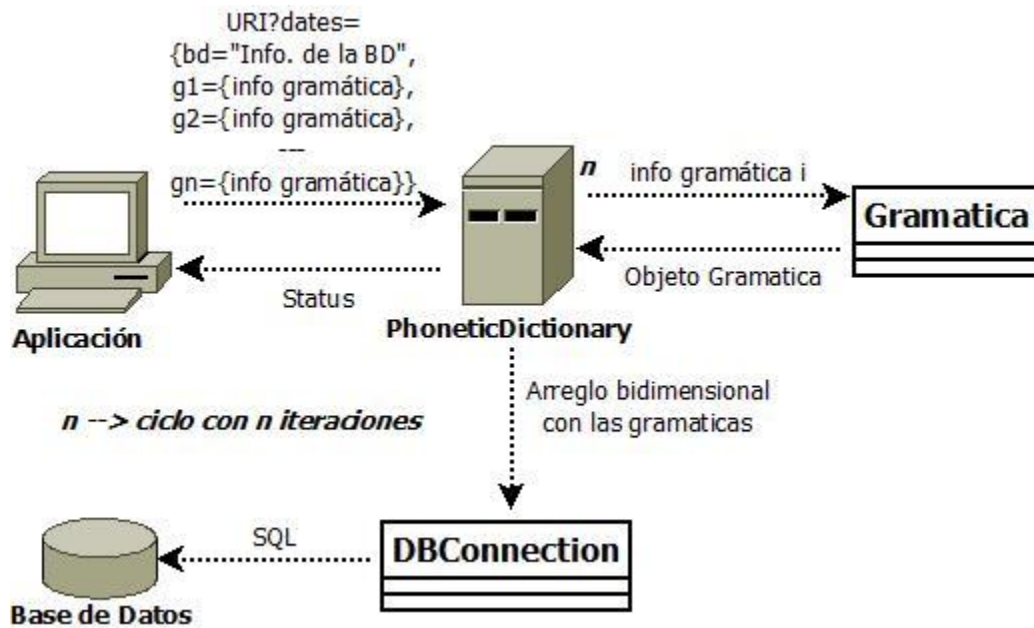 URI?dates=
{bd="Info. de la BD",
g1={info gramática},
g2={info gramática},
---
gn={info gramática}}
n
info gramática i
Gramatica
Objeto Gramatica
Status
Aplicación
PhoneticDictionary
n --> ciclo con n iteraciones
Arreglo bidimensional
con las gramaticas
SQL
DBConnection
Base de Datos